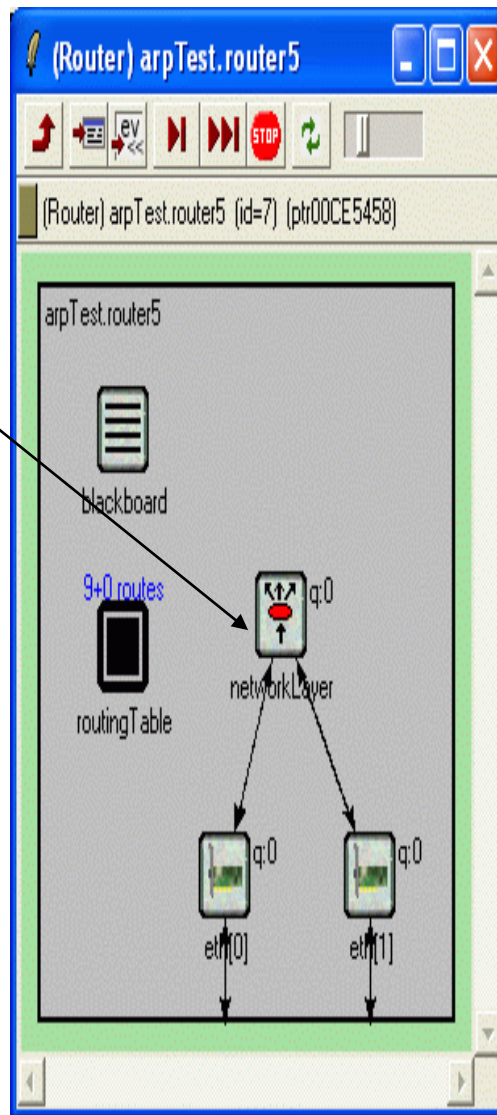 (Router) arpTest.router5
ev
<<
STOP
(Router) arpTest.router5 (id=7) (ptr00CE5458)
arpTest.router5
blackboard
9+0 routes
routingTable
q:0
networkLayer
q:0
q:0
eth[0]
eth[1]